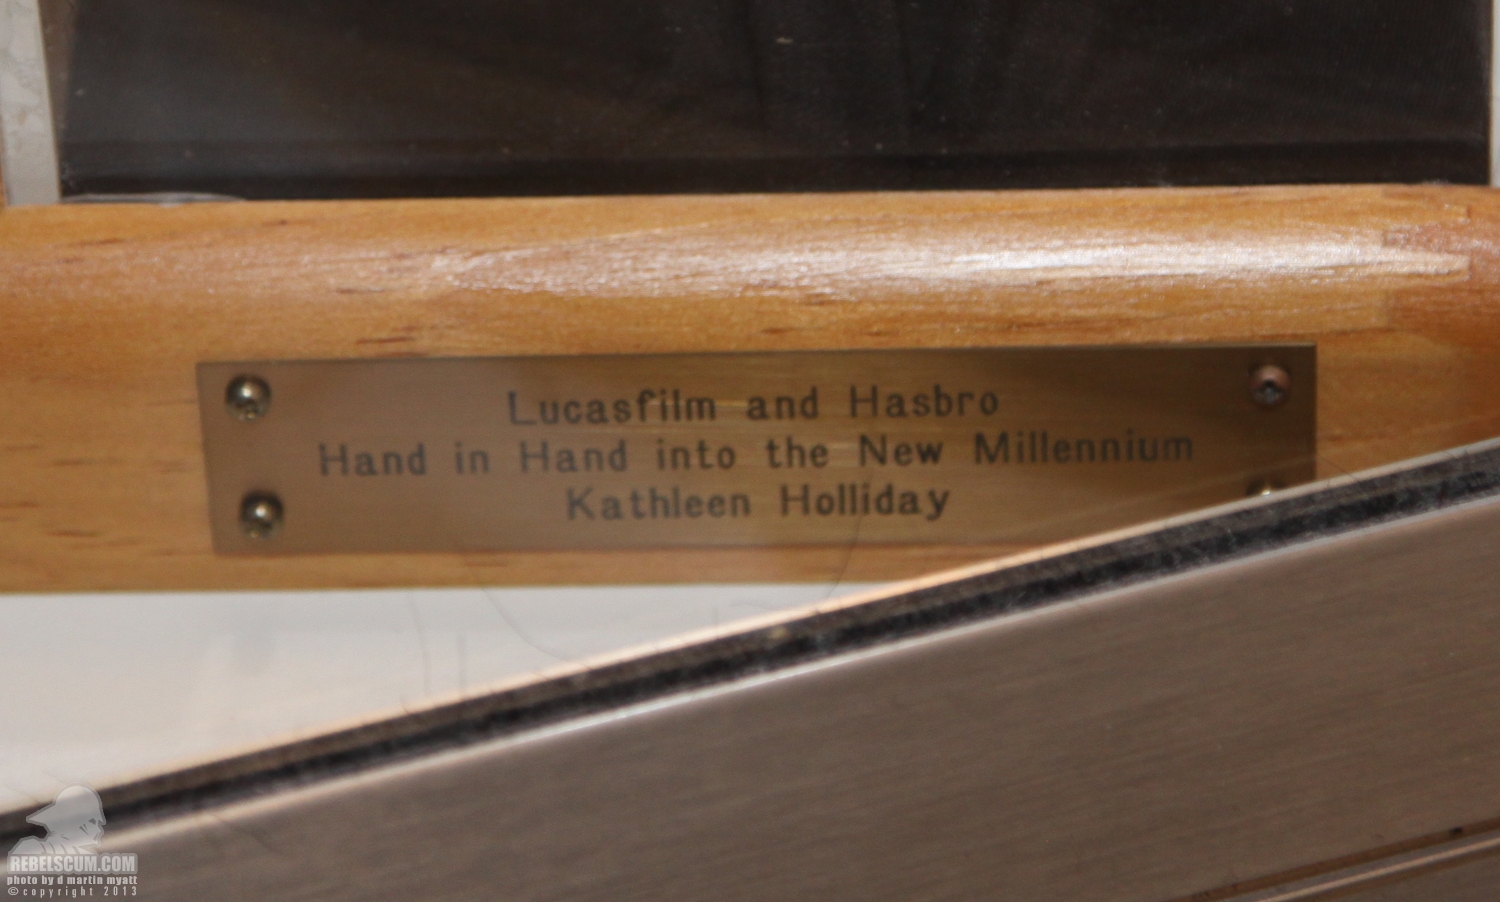 Lucasfilm and Hasbro
Hand in Hand into the New Millennium
Kathleen Holliday
REBELSCUM.COM
photo by d martin myatt
© copyright 2013